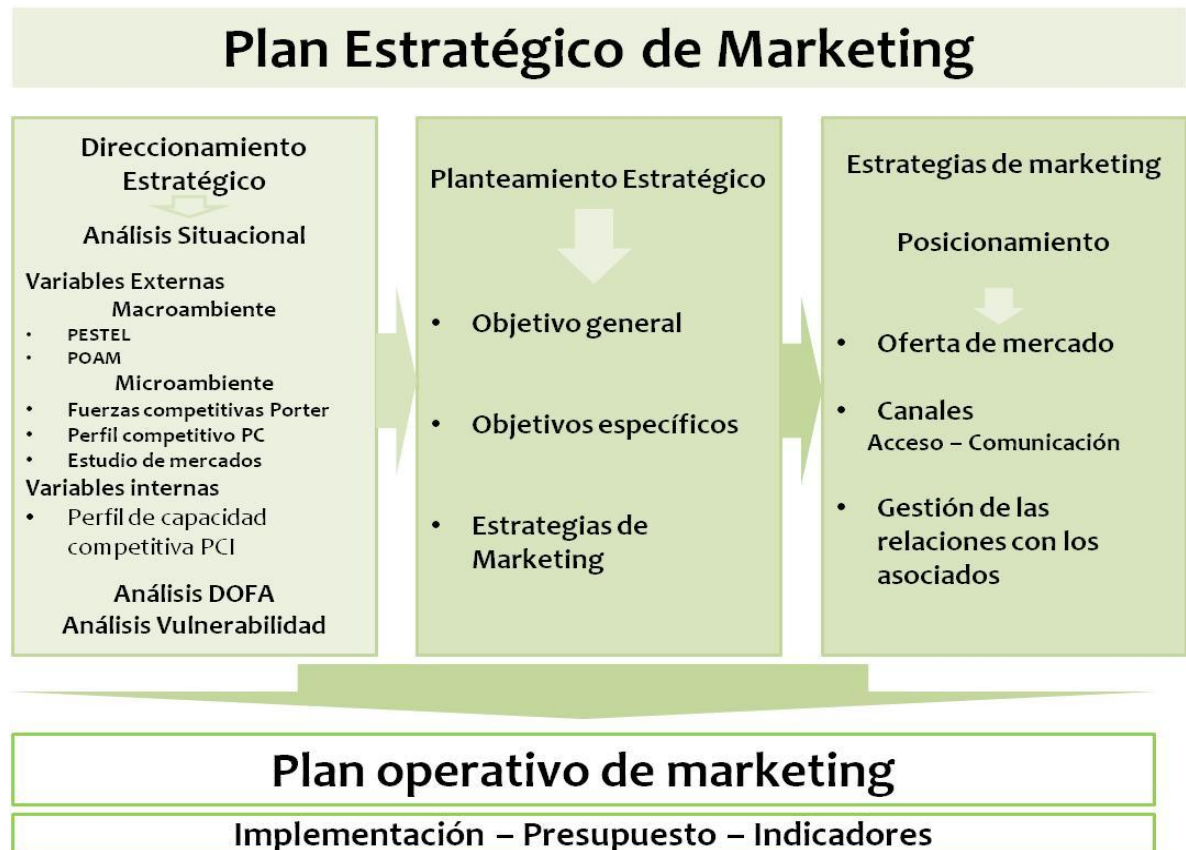 Plan Estratégico de Marketing
Direccionamiento
Estratégico
Análisis Situacional
Variables Externas
Macroambiente
• PESTEL
• POAM
Microambiente
• Fuerzas competitivas Porter
• Perfil competitivo PC
• Estudio de mercados
Variables internas
• Perfil de capacidad
competitiva PCI
Análisis DOFA
Análisis Vulnerabilidad
Planteamiento Estratégico
• Objetivo general
• Objetivos específicos
• Estrategias de
Marketing
Estrategias de marketing
Posicionamiento
• Oferta de mercado
• Canales
Acceso – Comunicación
• Gestión de las
relaciones con los
asociados
Plan operativo de marketing
Implementación – Presupuesto – Indicadores